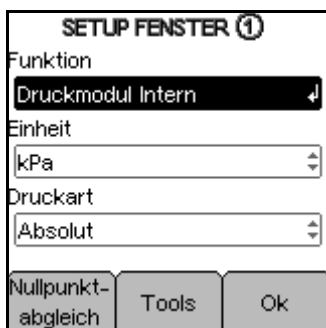 SETUP FENSTER ①
Funktion
Druckmodul Intern
Einheit
kPa
Druckart
Absolut
Nullpunkt-
abgleich
Tools
Ok